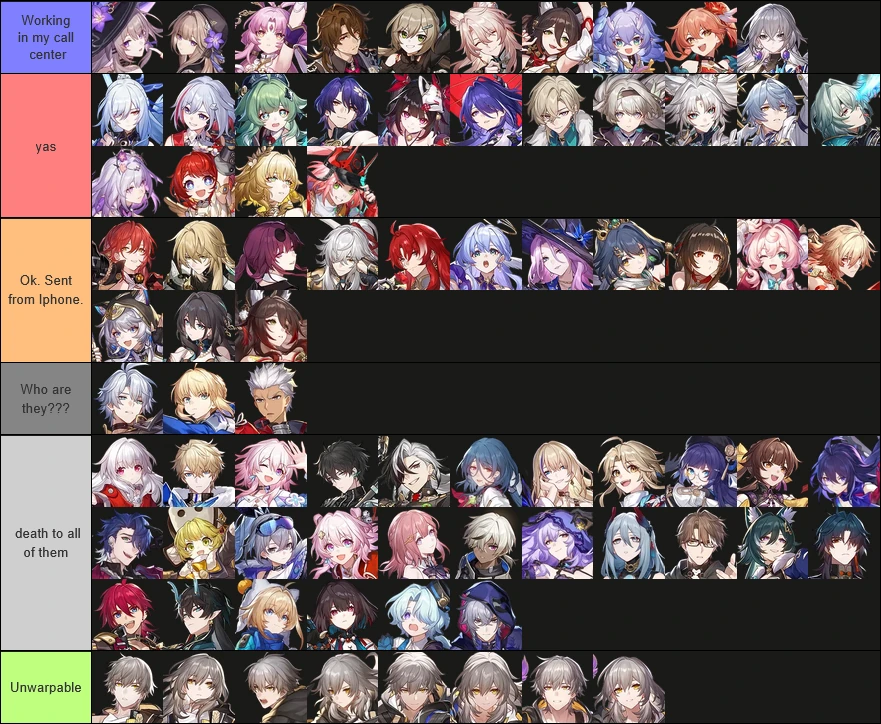 Working
in my call
center
yas
Ok. Sent
from Iphone.
Who are
they???
death to all
of them
Unwarpable